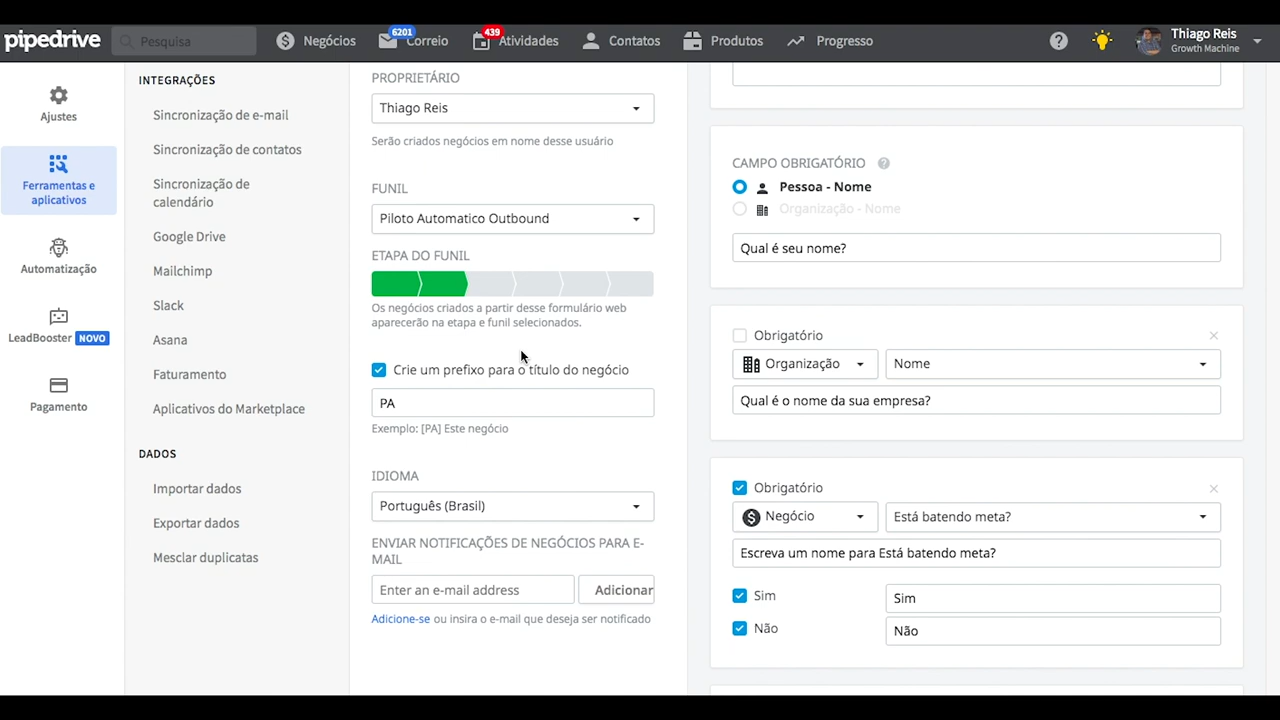 pipedrive
Pesquisa
Negócios
6201
Correio
439
Atividades
Contatos
Produtos
Progresso
Thiago Reis
Growth Machine
Ajustes
Ferramentas e
aplicativos
Automatização
LeadBooster NOVO
Pagamento
INTEGRAÇÕES
Sincronização de e-mail
Sincronização de contatos
Sincronização de
calendário
Google Drive
Mailchimp
Slack
Asana
Faturamento
Aplicativos do Marketplace
DADOS
Importar dados
Exportar dados
Mesclar duplicatas
PROPRIETÁRIO
Thiago Reis
Serão criados negócios em nome desse usuário
FUNIL
Piloto Automatico Outbound
ETAPA DO FUNIL
Os negócios criados a partir desse formulário web
aparecerão na etapa e funil selecionados.
Crie um prefixo para o título do negócio
PA
Exemplo: [PA] Este negócio
IDIOMA
Português (Brasil)
ENVIAR NOTIFICAÇÕES DE NEGÓCIOS PARA E-
MAIL
Enter an e-mail address
Adicionar
Adicione-se ou insira o e-mail que deseja ser notificado
CAMPO OBRIGATÓRIO ?
Pessoa - Nome
Organização - Nome
Qual é seu nome?
Obrigatório
Organização
Nome
Qual é o nome da sua empresa?
Obrigatório
Negócio
Está batendo meta?
Escreva um nome para Está batendo meta?
Sim
Sim
Não
Não